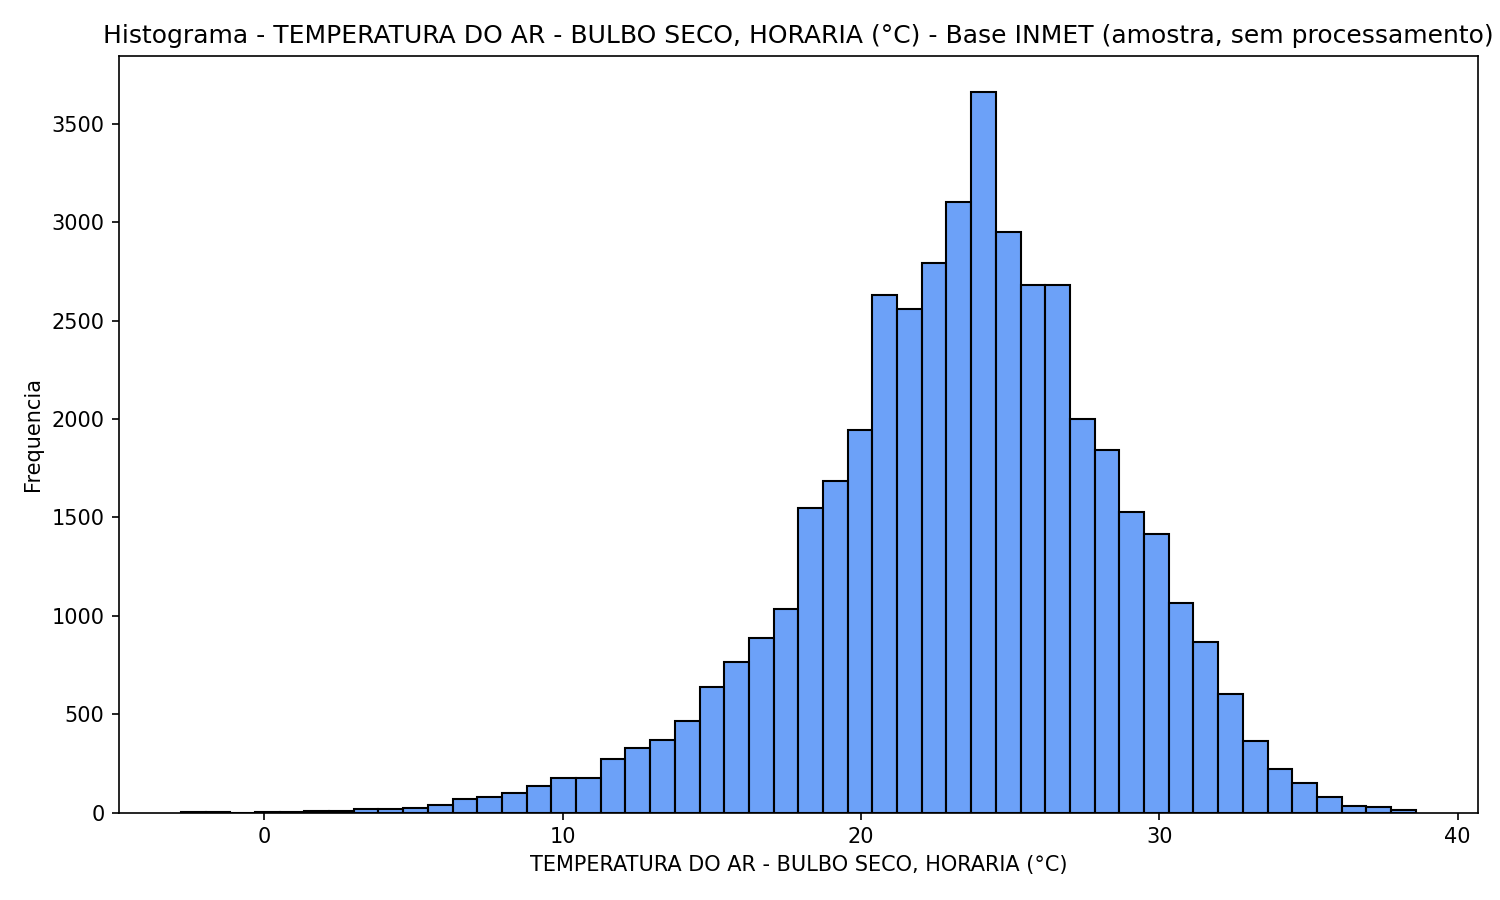 Histograma - TEMPERATURA DO AR - BULBO SECO, HORARIA (°C) - Base INMET (amostra, sem processamento)
3500
3000
2500
2000
1500
1000
500
0
Frequencia
0 10 20 30 40
TEMPERATURA DO AR - BULBO SECO, HORARIA (°C)